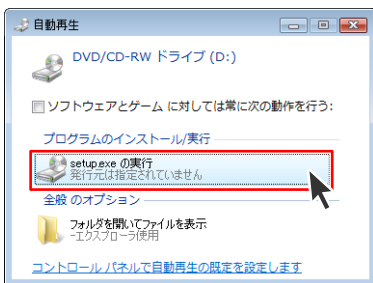 自動再生
DVD/CD-RW ドライブ (D:)
ソフトウェアとゲーム に対しては常に次の動作を行う:
プログラムのインストール/実行
setup.exe の実行
発行元は指定されていません
全般 のオプション
フォルダを開いてファイルを表示
-エクスプローラ使用
コントロール パネルで自動再生の既定を設定します